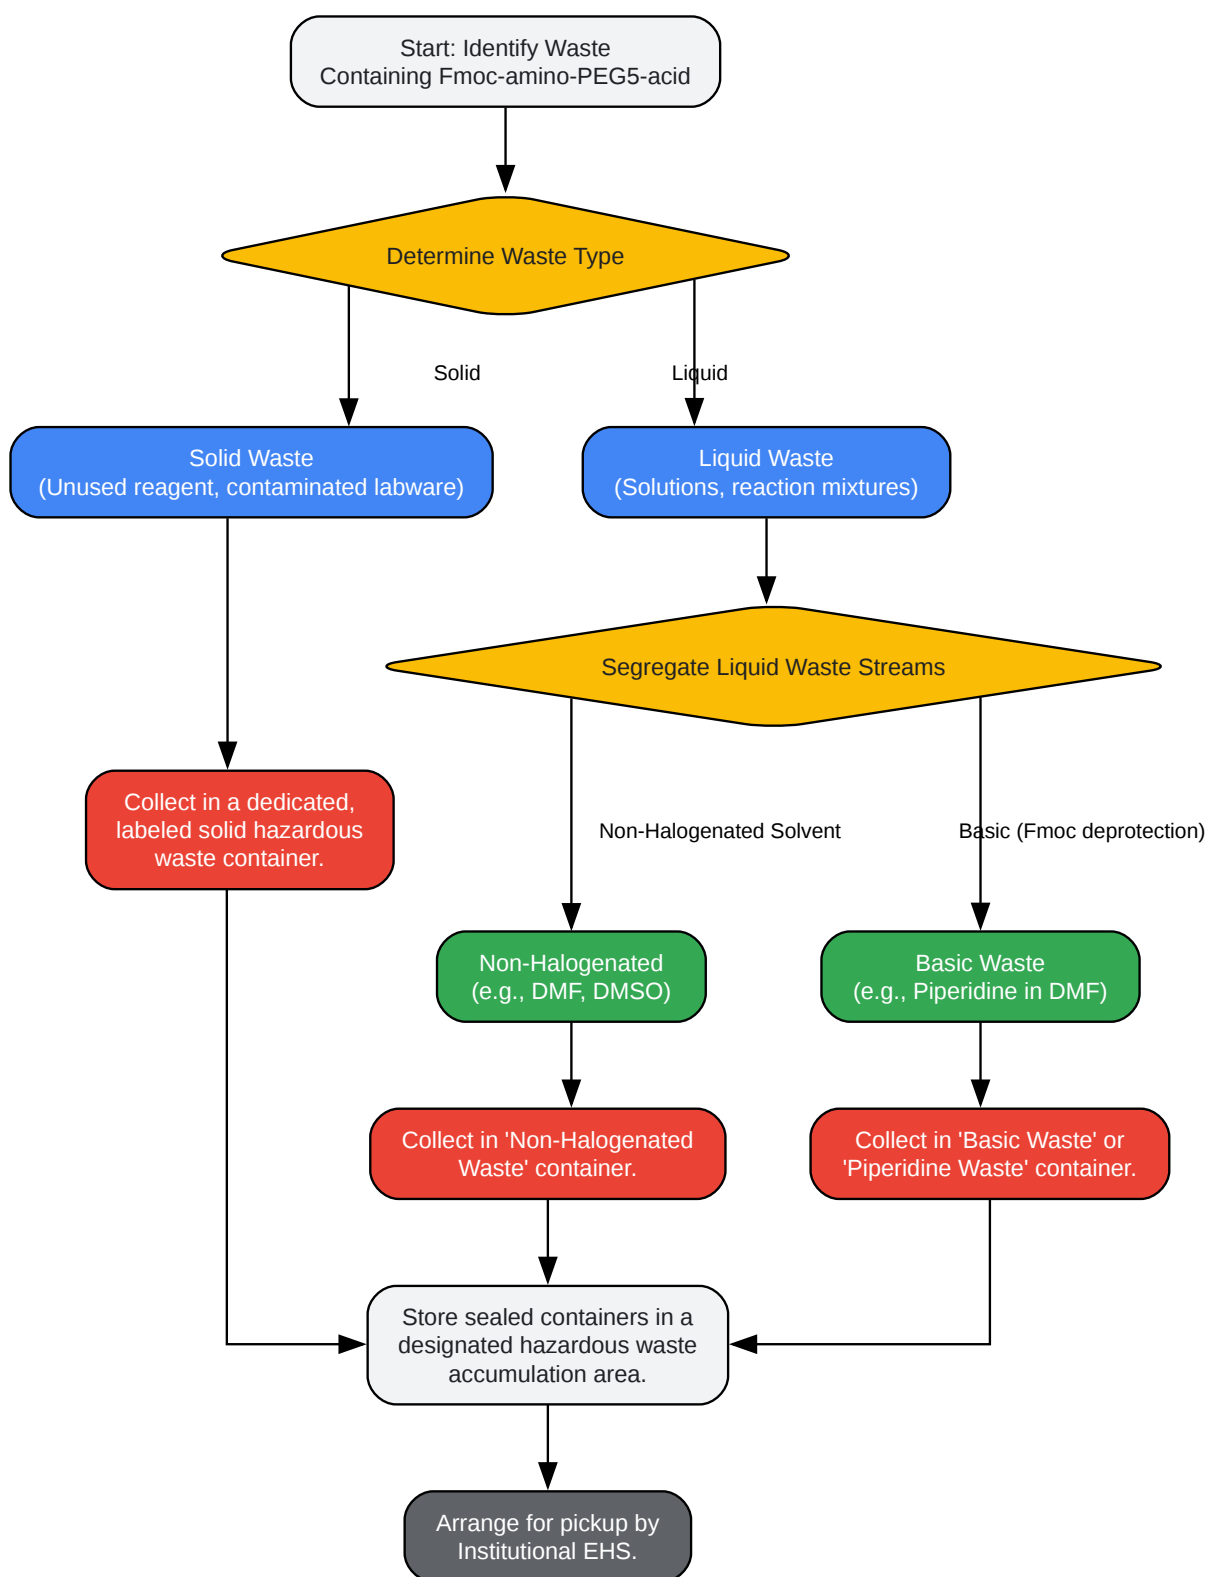 Start: Identify Waste
Containing Fmoc-amino-PEG5-acid
Determine Waste Type
Solid
Liquid
Solid Waste
(Unused reagent, contaminated labware)
Liquid Waste
(Solutions, reaction mixtures)
Segregate Liquid Waste Streams
Collect in a dedicated,
labeled solid hazardous
waste container.
Non-Halogenated Solvent
Basic (Fmoc deprotection)
Non-Halogenated
(e.g., DMF, DMSO)
Basic Waste
(e.g., Piperidine in DMF)
Collect in 'Non-Halogenated
Waste' container.
Collect in 'Basic Waste' or
'Piperidine Waste' container.
Store sealed containers in a
designated hazardous waste
accumulation area.
Arrange for pickup by
Institutional EHS.